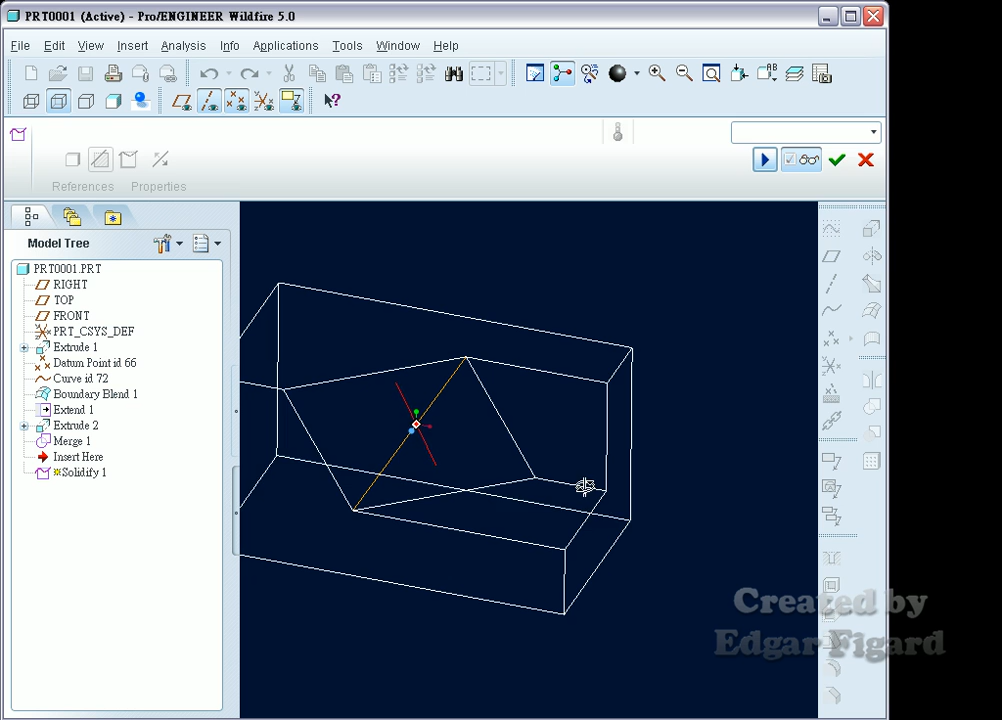 PRT0001 (Active) - Pro/ENGINEER Wildfire 5.0
File Edit View Insert Analysis Info Applications Tools Window Help
References Properties
Model Tree
PRT0001.PRT
RIGHT
TOP
FRONT
PRT_CSYS_DEF
Extrude 1
Datum Point id 66
Curve id 72
Boundary Blend 1
Extend 1
Extrude 2
Merge 1
Insert Here
Solidify 1
Created by
Edgar Figard